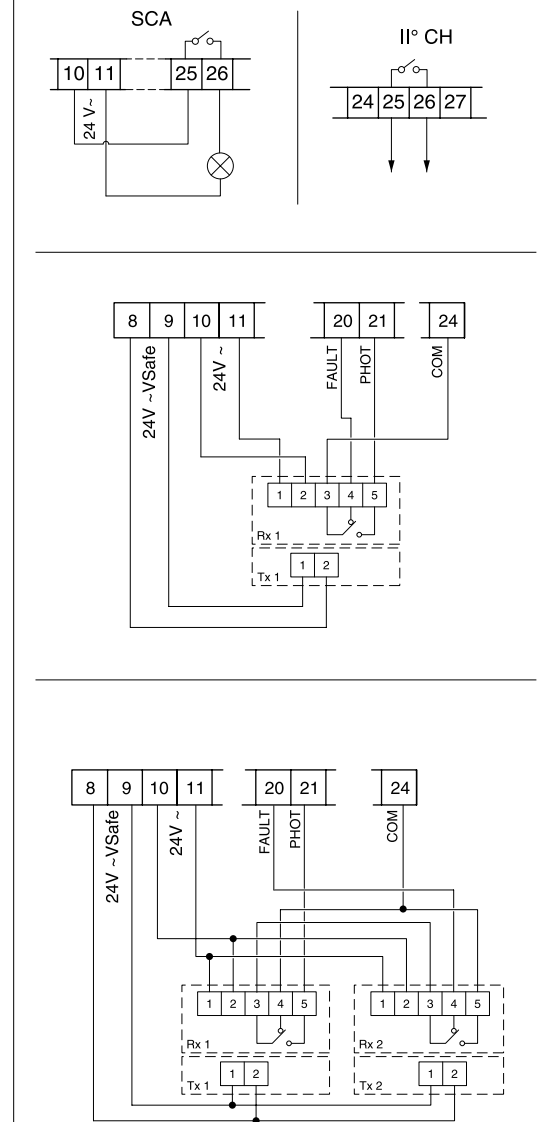 SCA
10 11 25 26
24 V~
II° CH
24 25 26 27
8 9 10 11 20 21 24
24V ~VSafe
24V ~
FAULT
PHOT
COM
1 2 3 4 5
Rx 1
1 2
Tx 1
8 9 10 11 20 21 24
24V ~VSafe
24V ~
FAULT
PHOT
COM
1 2 3 4 5 1 2 3 4 5
Rx 1 Rx 2
1 2 1 2
Tx 1 Tx 2